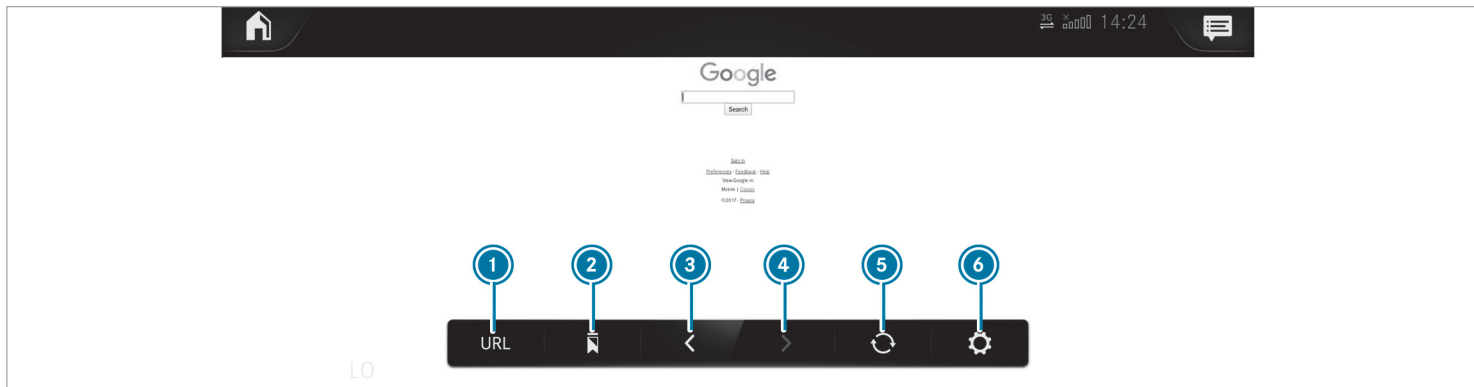 3G 14:24
Google
Search
Sign in
Preferences - Feedback - Help
View Google in:
Mobile | Classic
©2017 - Privacy
1 2 3 4 5 6
URL
LO